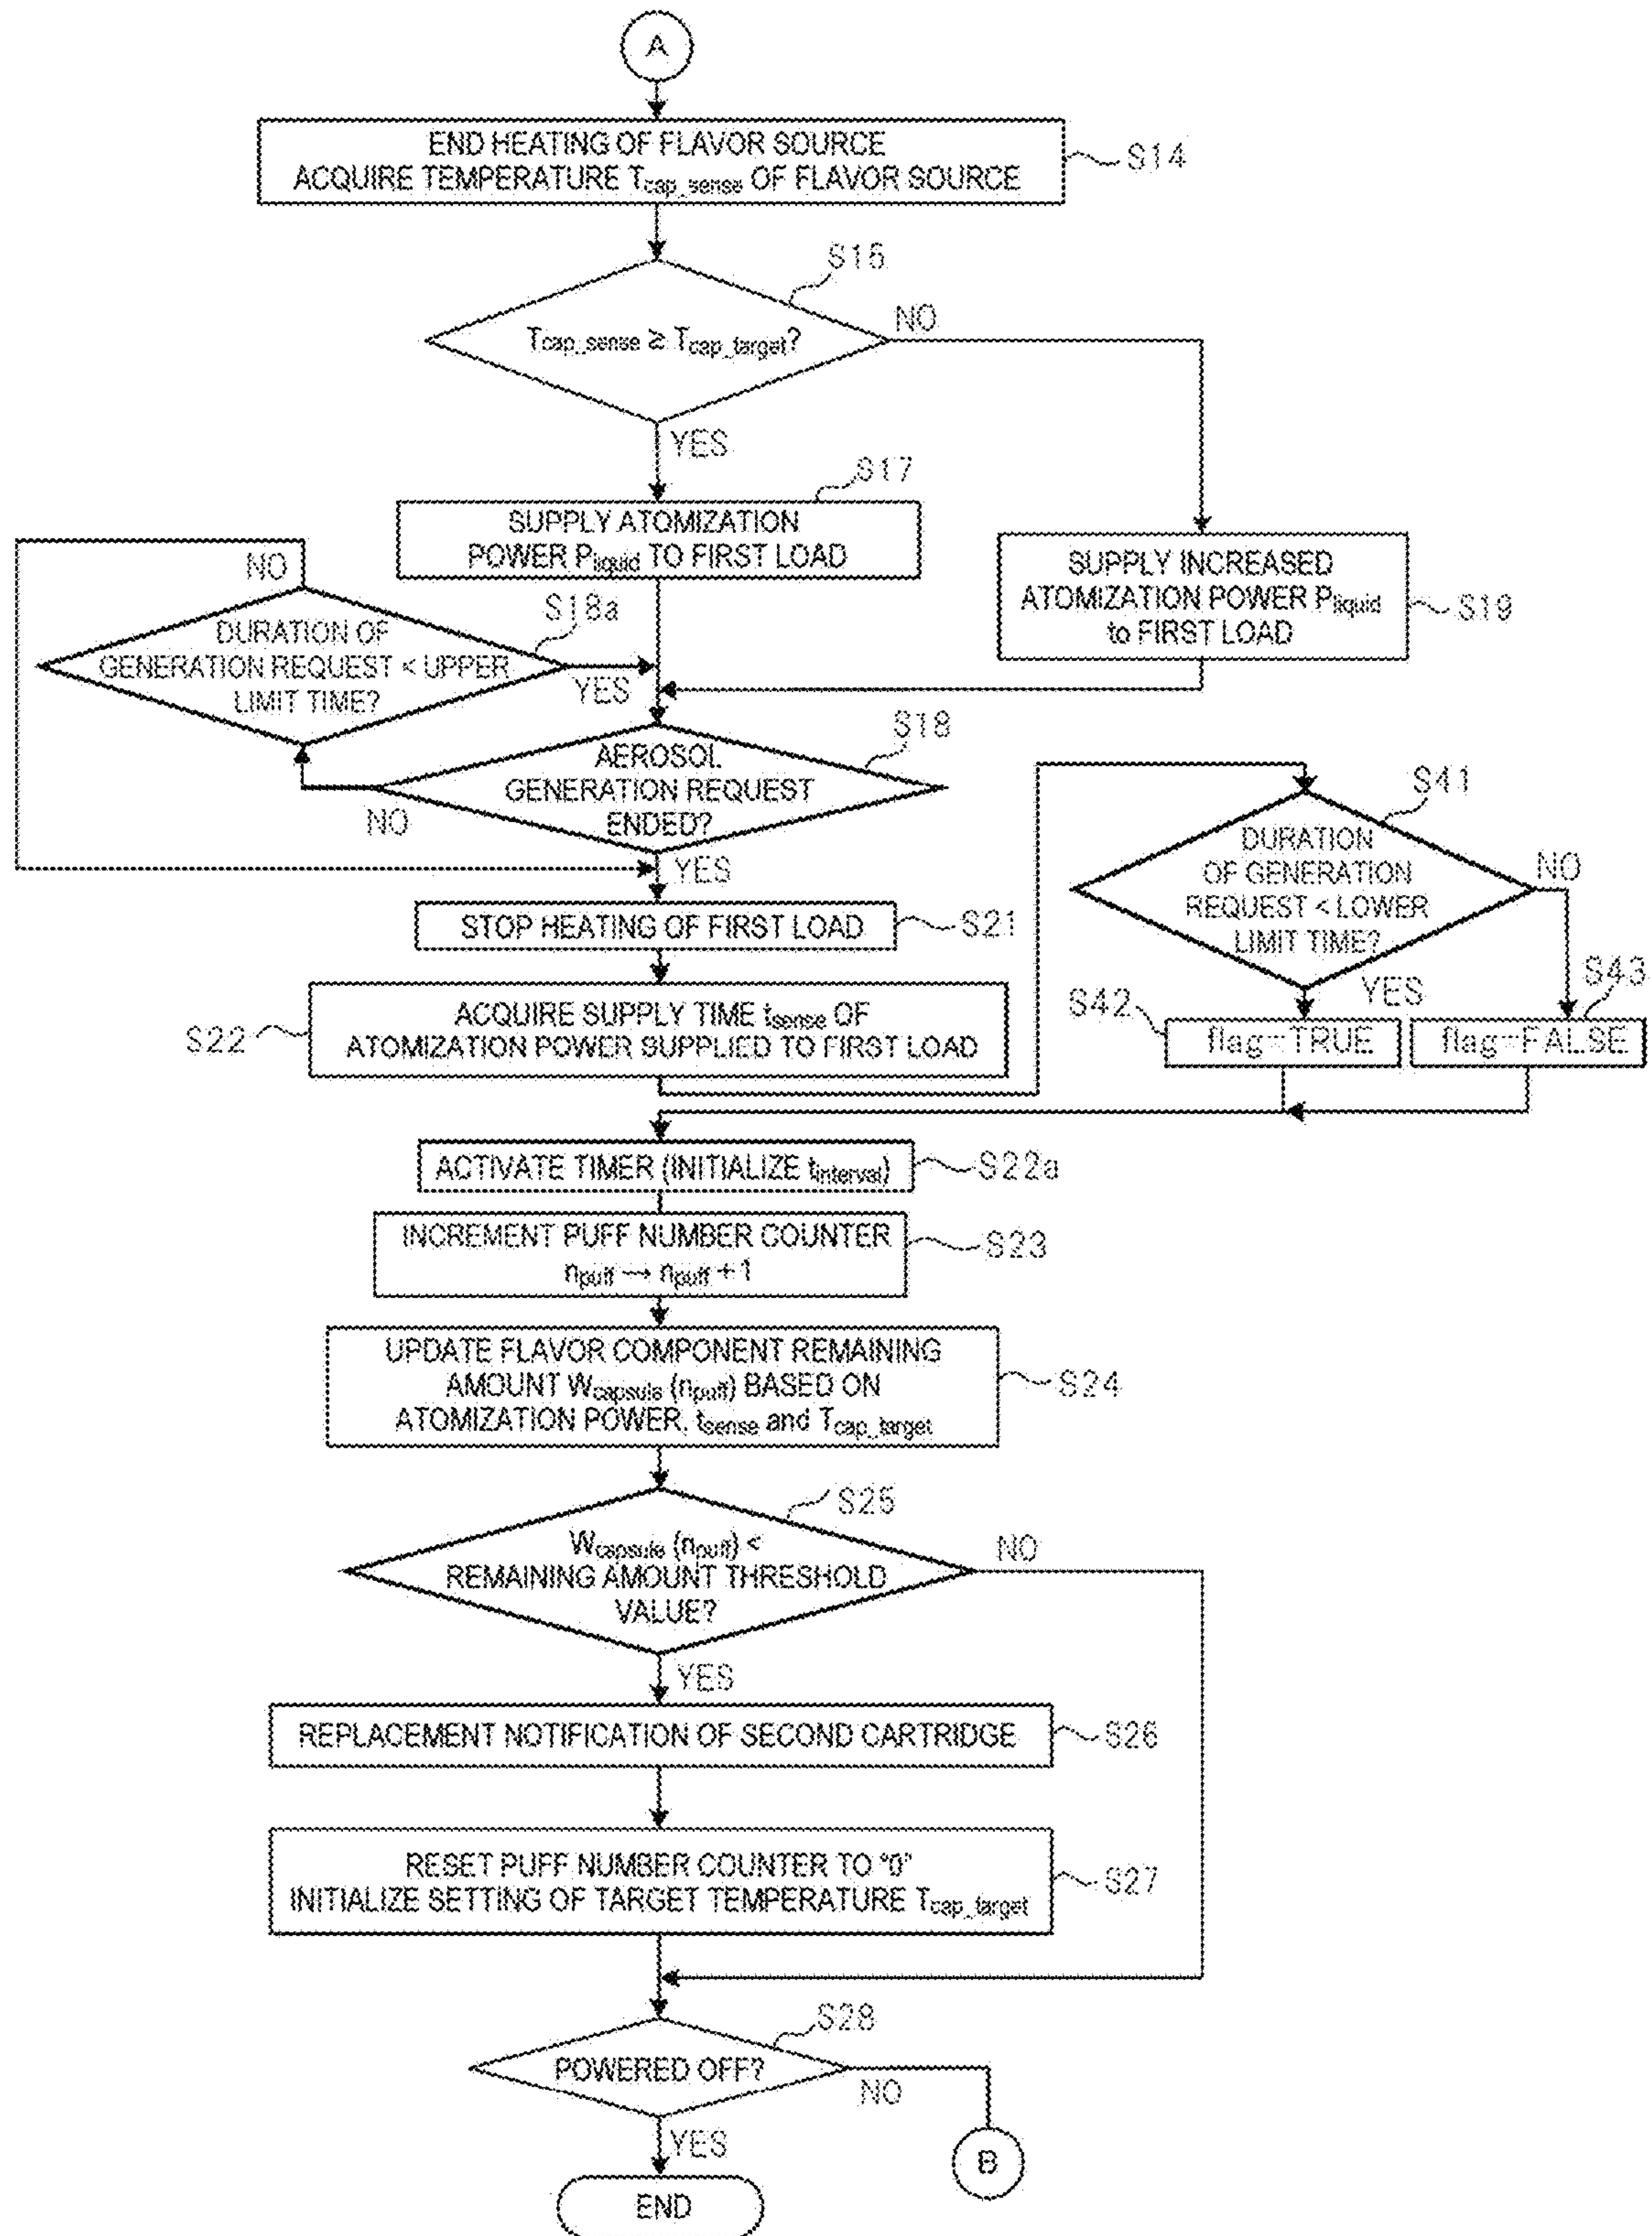 A
END HEATING OF FLAVOR SOURCE
ACQUIRE TEMPERATURE Tcap_sense OF FLAVOR SOURCE
S14
S15
Tcap_sense ≥ Tcap_target?
NO
YES
S17
SUPPLY ATOMIZATION
POWER Pliquid TO FIRST LOAD
SUPPLY INCREASED
ATOMIZATION POWER Pliquid
to FIRST LOAD
S19
NO
S18a
DURATION OF
GENERATION REQUEST < UPPER
LIMIT TIME?
YES
S18
AEROSOL
GENERATION REQUEST
ENDED?
NO
YES
STOP HEATING OF FIRST LOAD
S21
S22
ACQUIRE SUPPLY TIME tsense OF
ATOMIZATION POWER SUPPLIED TO FIRST LOAD
S41
DURATION
OF GENERATION
REQUEST < LOWER
LIMIT TIME?
NO
YES
S42
flag=TRUE
S43
flag=FALSE
ACTIVATE TIMER (INITIALIZE tinterval)
S22a
INCREMENT PUFF NUMBER COUNTER
npuff → npuff +1
S23
UPDATE FLAVOR COMPONENT REMAINING
AMOUNT Wcapsule (npuff) BASED ON
ATOMIZATION POWER, tsense and Tcap_target
S24
S25
Wcapsule (npuff) <
REMAINING AMOUNT THRESHOLD
VALUE?
NO
YES
REPLACEMENT NOTIFICATION OF SECOND CARTRIDGE
S26
RESET PUFF NUMBER COUNTER TO "0"
INITIALIZE SETTING OF TARGET TEMPERATURE Tcap_target
S27
S28
POWERED OFF?
NO
YES
B
END